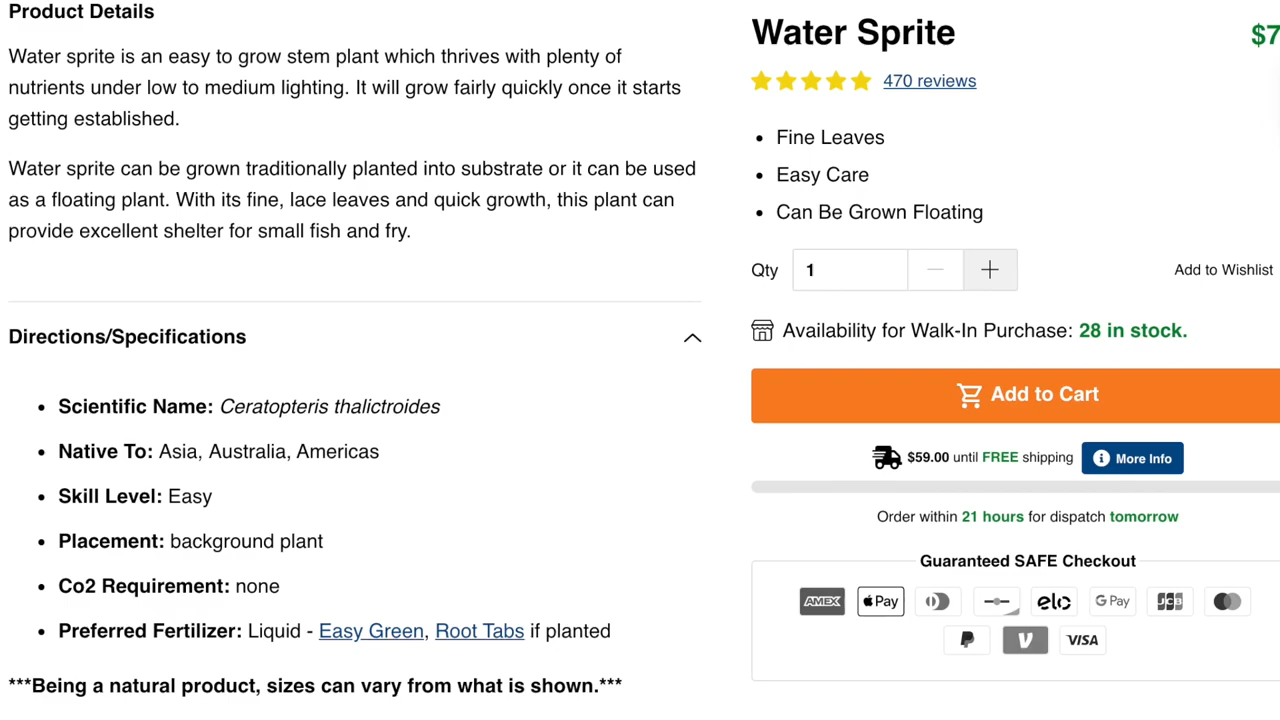 Product Details
Water sprite is an easy to grow stem plant which thrives with plenty of
nutrients under low to medium lighting. It will grow fairly quickly once it starts
getting established.
Water sprite can be grown traditionally planted into substrate or it can be used
as a floating plant. With its fine, lace leaves and quick growth, this plant can
provide excellent shelter for small fish and fry.
Directions/Specifications
• Scientific Name: Ceratopteris thalictroides
• Native To: Asia, Australia, Americas
• Skill Level: Easy
• Placement: background plant
• Co2 Requirement: none
• Preferred Fertilizer: Liquid - Easy Green, Root Tabs if planted
***Being a natural product, sizes can vary from what is shown.***
Water Sprite
$7
470 reviews
• Fine Leaves
• Easy Care
• Can Be Grown Floating
Qty 1 Add to Wishlist
Availability for Walk-In Purchase: 28 in stock.
Add to Cart
$59.00 until FREE shipping More Info
Order within 21 hours for dispatch tomorrow
Guaranteed SAFE Checkout
AMEX Pay elo G Pay JCB
VISA